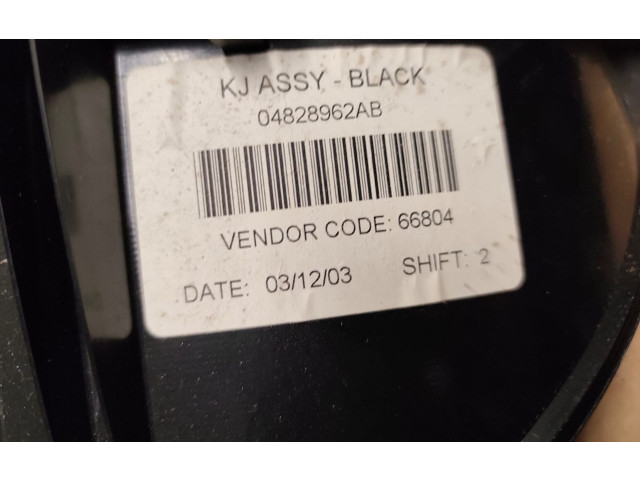 KJ ASSY - BLACK
04828962AB
VENDOR CODE: 66804
DATE: 03/12/03 SHIFT: 2